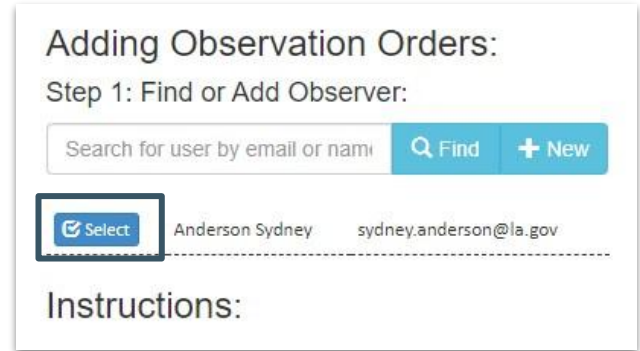 Adding Observation Orders:
Step 1: Find or Add Observer:
Search for user by email or name Find New
Select Anderson Sydney sydney.anderson@la.gov
Instructions: